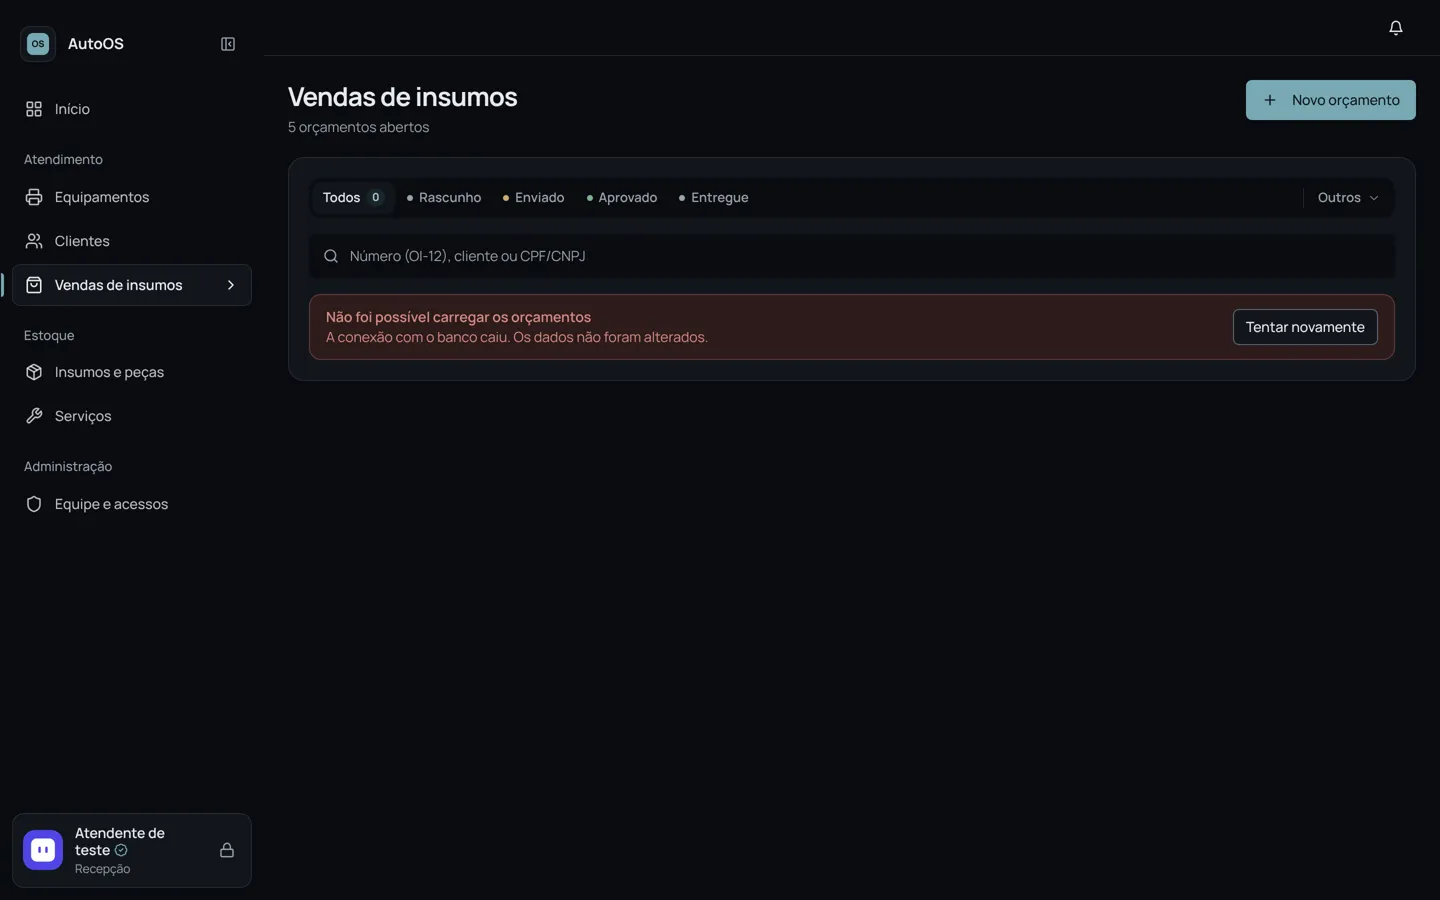 OS
AutoOS
Início
Atendimento
Equipamentos
Clientes
Vendas de insumos
Estoque
Insumos e peças
Serviços
Administração
Equipe e acessos
Atendente de
teste
Recepção
Vendas de insumos
5 orçamentos abertos
Novo orçamento
Todos 0 Rascunho Enviado Aprovado Entregue Outros
Número (OI-12), cliente ou CPF/CNPJ
Não foi possível carregar os orçamentos
A conexão com o banco caiu. Os dados não foram alterados.
Tentar novamente